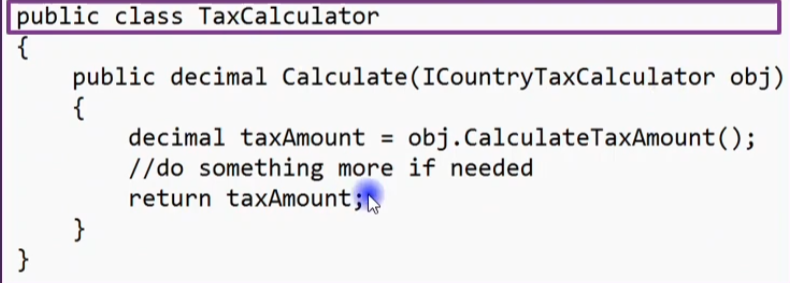 public class TaxCalculator
{
public decimal Calculate(ICountryTaxCalculator obj)
{
decimal taxAmount = obj.CalculateTaxAmount();
//do something more if needed
return taxAmount;
}
}